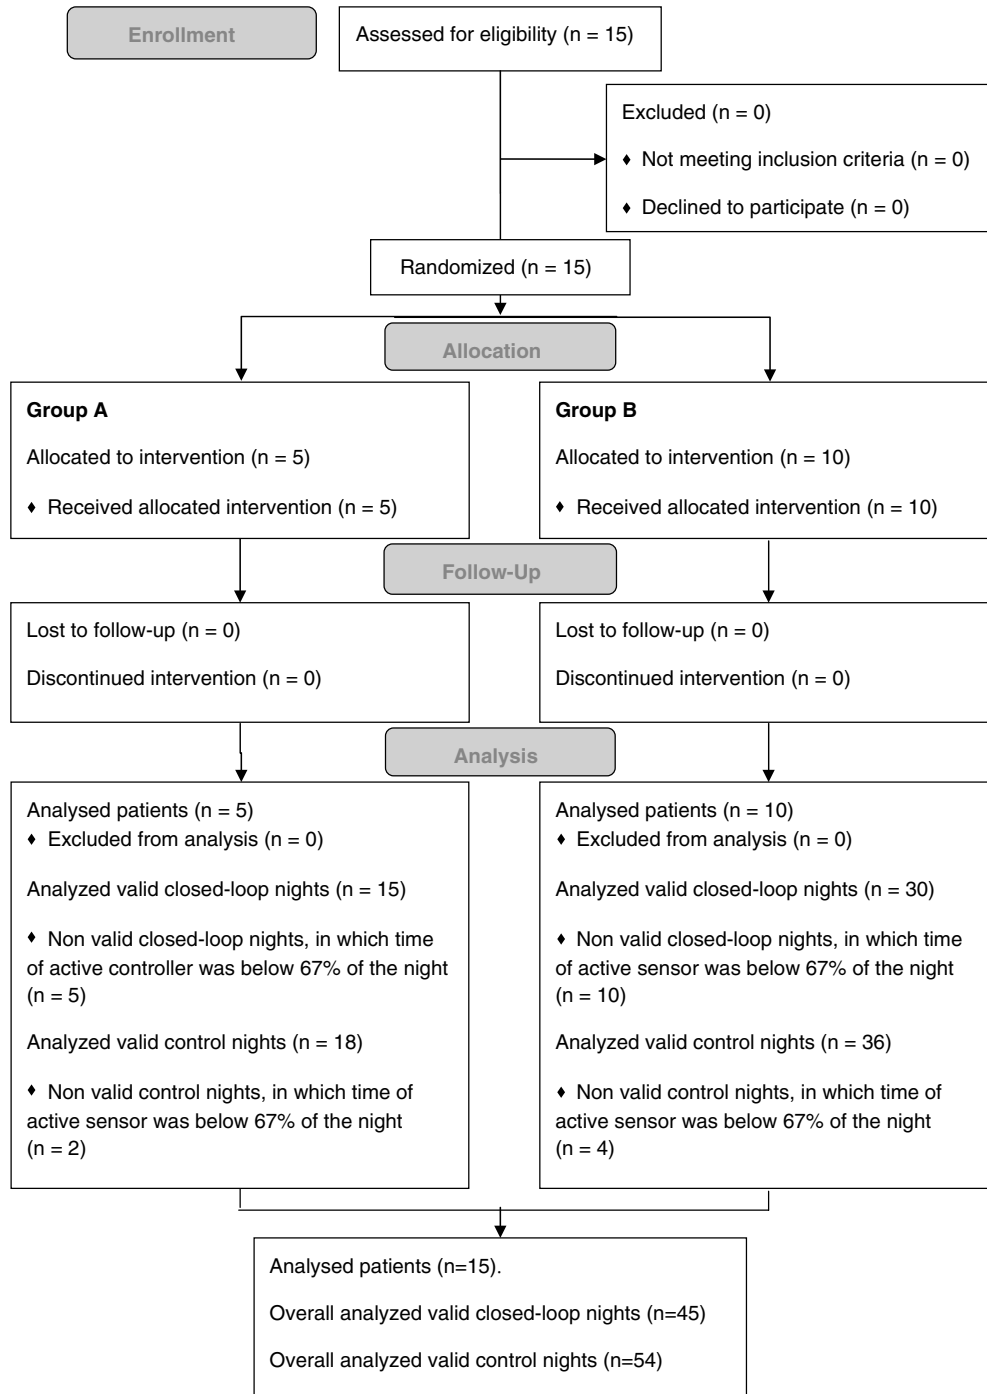 Enrollment
Assessed for eligibility (n = 15)
Excluded (n = 0)
♦ Not meeting inclusion criteria (n = 0)
♦ Declined to participate (n = 0)
Randomized (n = 15)
Allocation
Group A
Allocated to intervention (n = 5)
♦ Received allocated intervention (n = 5)
Group B
Allocated to intervention (n = 10)
♦ Received allocated intervention (n = 10)
Follow-Up
Lost to follow-up (n = 0)
Discontinued intervention (n = 0)
Lost to follow-up (n = 0)
Discontinued intervention (n = 0)
Analysis
Analysed patients (n = 5)
♦ Excluded from analysis (n = 0)
Analyzed valid closed-loop nights (n = 15)
♦ Non valid closed-loop nights, in which time
of active controller was below 67% of the night
(n = 5)
Analyzed valid control nights (n = 18)
♦ Non valid control nights, in which time of
active sensor was below 67% of the night
(n = 2)
Analysed patients (n = 10)
♦ Excluded from analysis (n = 0)
Analyzed valid closed-loop nights (n = 30)
♦ Non valid closed-loop nights, in which time
of active sensor was below 67% of the night
(n = 10)
Analyzed valid control nights (n = 36)
♦ Non valid control nights, in which time of
active sensor was below 67% of the night
(n = 4)
Analysed patients (n=15).
Overall analyzed valid closed-loop nights (n=45)
Overall analyzed valid control nights (n=54)